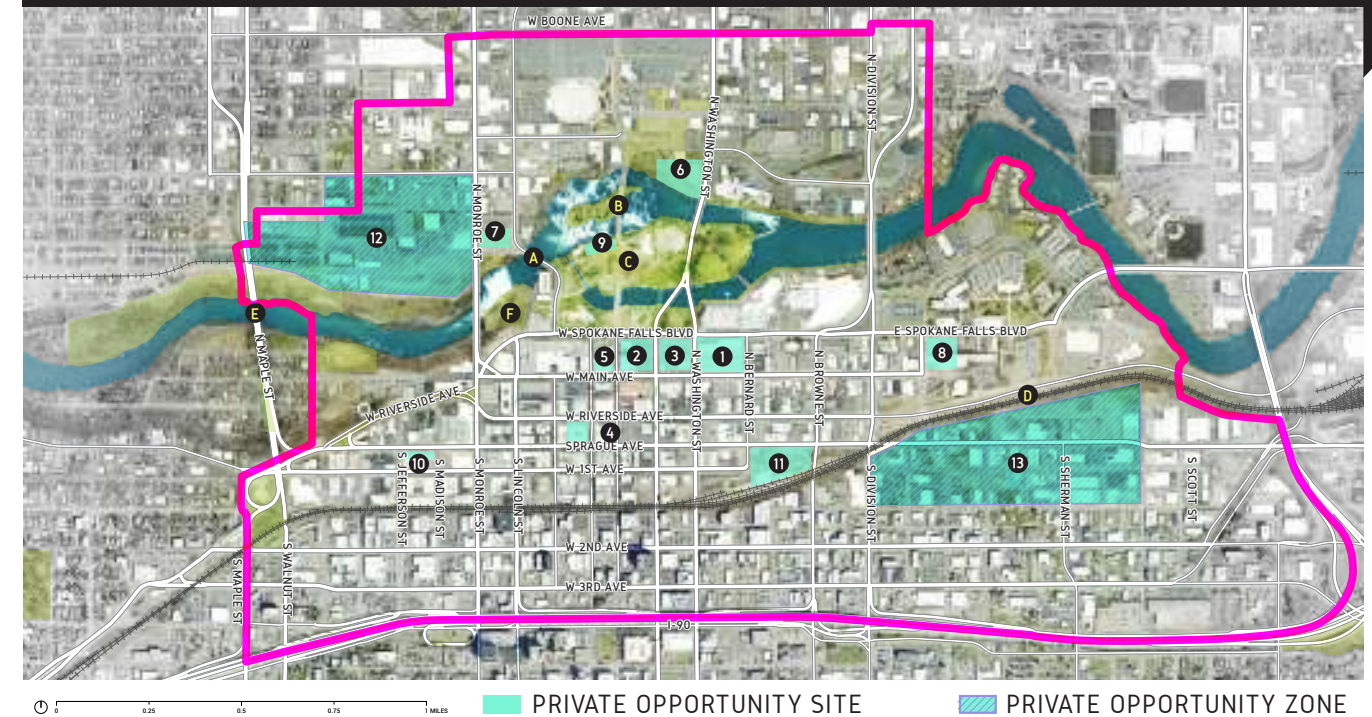 W BOONE AVE
N DIVISION ST
N WASHINGTON ST
6
N MONROE ST
B
7
9
12
A
C
E
F
W SPOKANE FALLS BLVD
E SPOKANE FALLS BLVD
5
2
3
1
8
N MAPLE ST
N WASHINGTON ST
N BERNARD ST
N BROWNE ST
W MAIN AVE
D
W RIVERSIDE AVE
W RIVERSIDE AVE
4
SPRAGUE AVE
10
W 1ST AVE
11
13
S JEFFERSON ST
S MADISON ST
S MONROE ST
S LINCOLN ST
S DIVISION ST
S SHERMAN ST
S SCOTT ST
W 2ND AVE
S MAPLE ST
S WALNUT ST
W 3RD AVE
I-90
0 0.25 0.5 0.75 1 MILES
PRIVATE OPPORTUNITY SITE
PRIVATE OPPORTUNITY ZONE